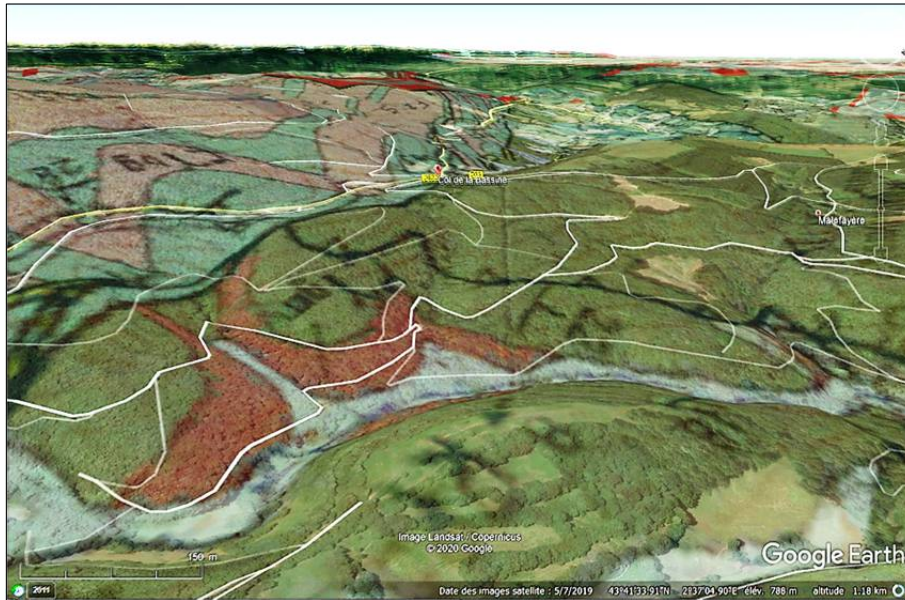 Col de la Bassine
Malefayère
Image Landsat / Copernicus
© 2020 Google
150 m
Google Earth
2011
Date des images satellite : 5/7/2019 43°41'33.91"N 2°37'04.90"E élév. 788 m altitude 1.18 km